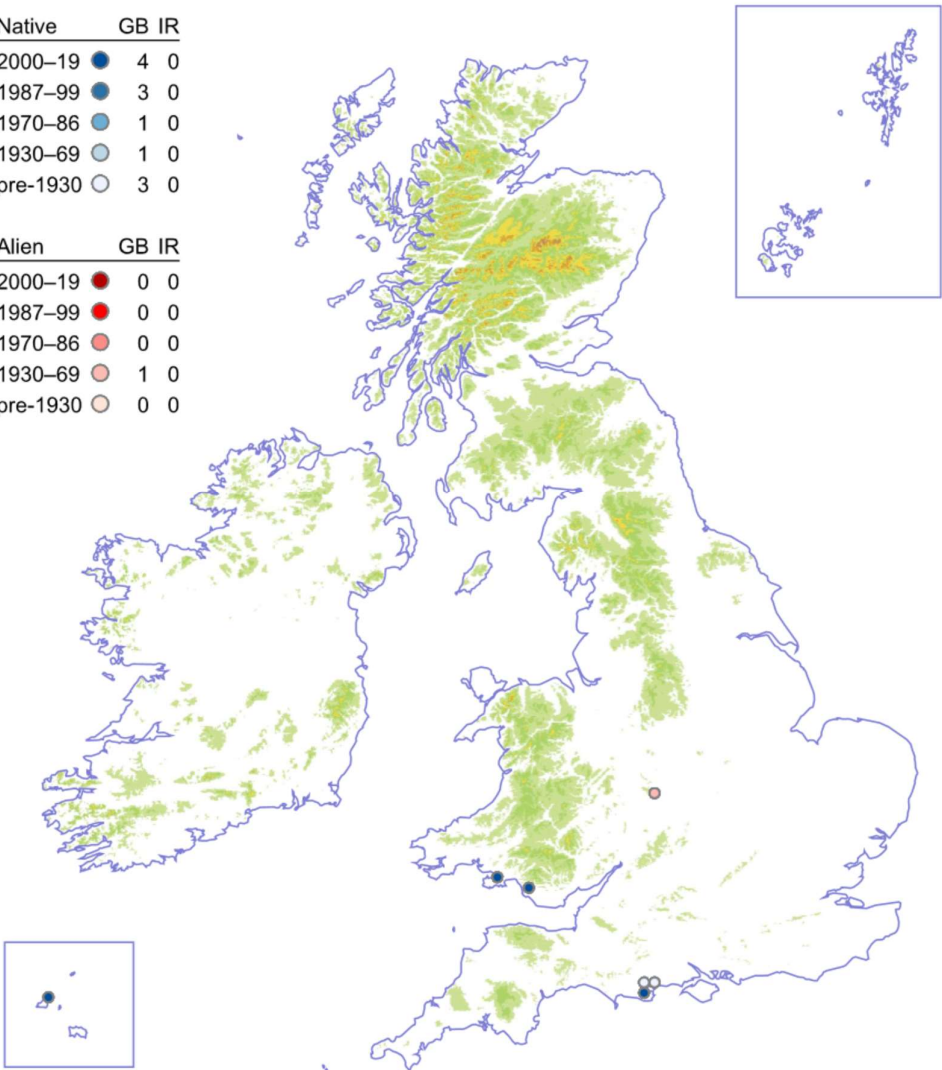 Native GB IR
2000–19 4 0
1987–99 3 0
1970–86 1 0
1930–69 1 0
pre-1930 3 0
Alien GB IR
2000–19 0 0
1987–99 0 0
1970–86 0 0
1930–69 1 0
pre-1930 0 0